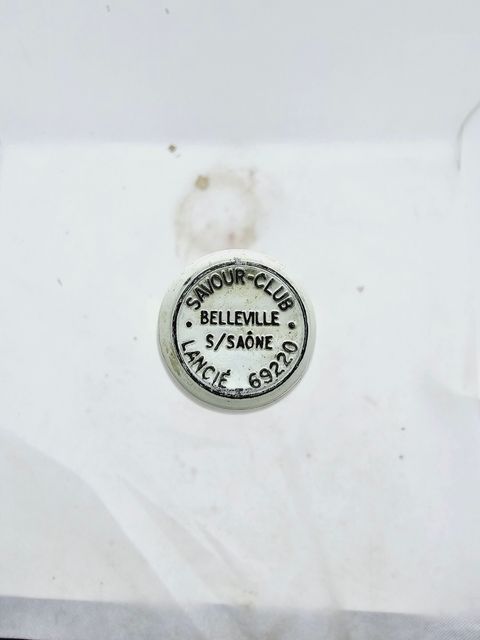 SAVOUR-CLUB
BELLEVILLE
S/SAÔNE
LANCIÉ 69220